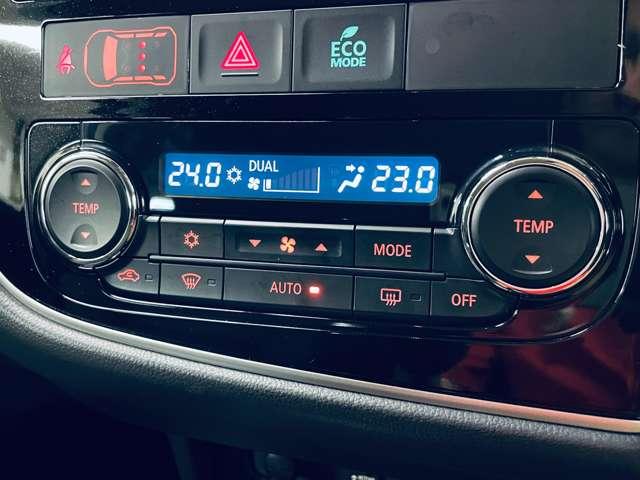 ECO
MODE
24.0 DUAL 23.0
TEMP
MODE
TEMP
AUTO
OFF